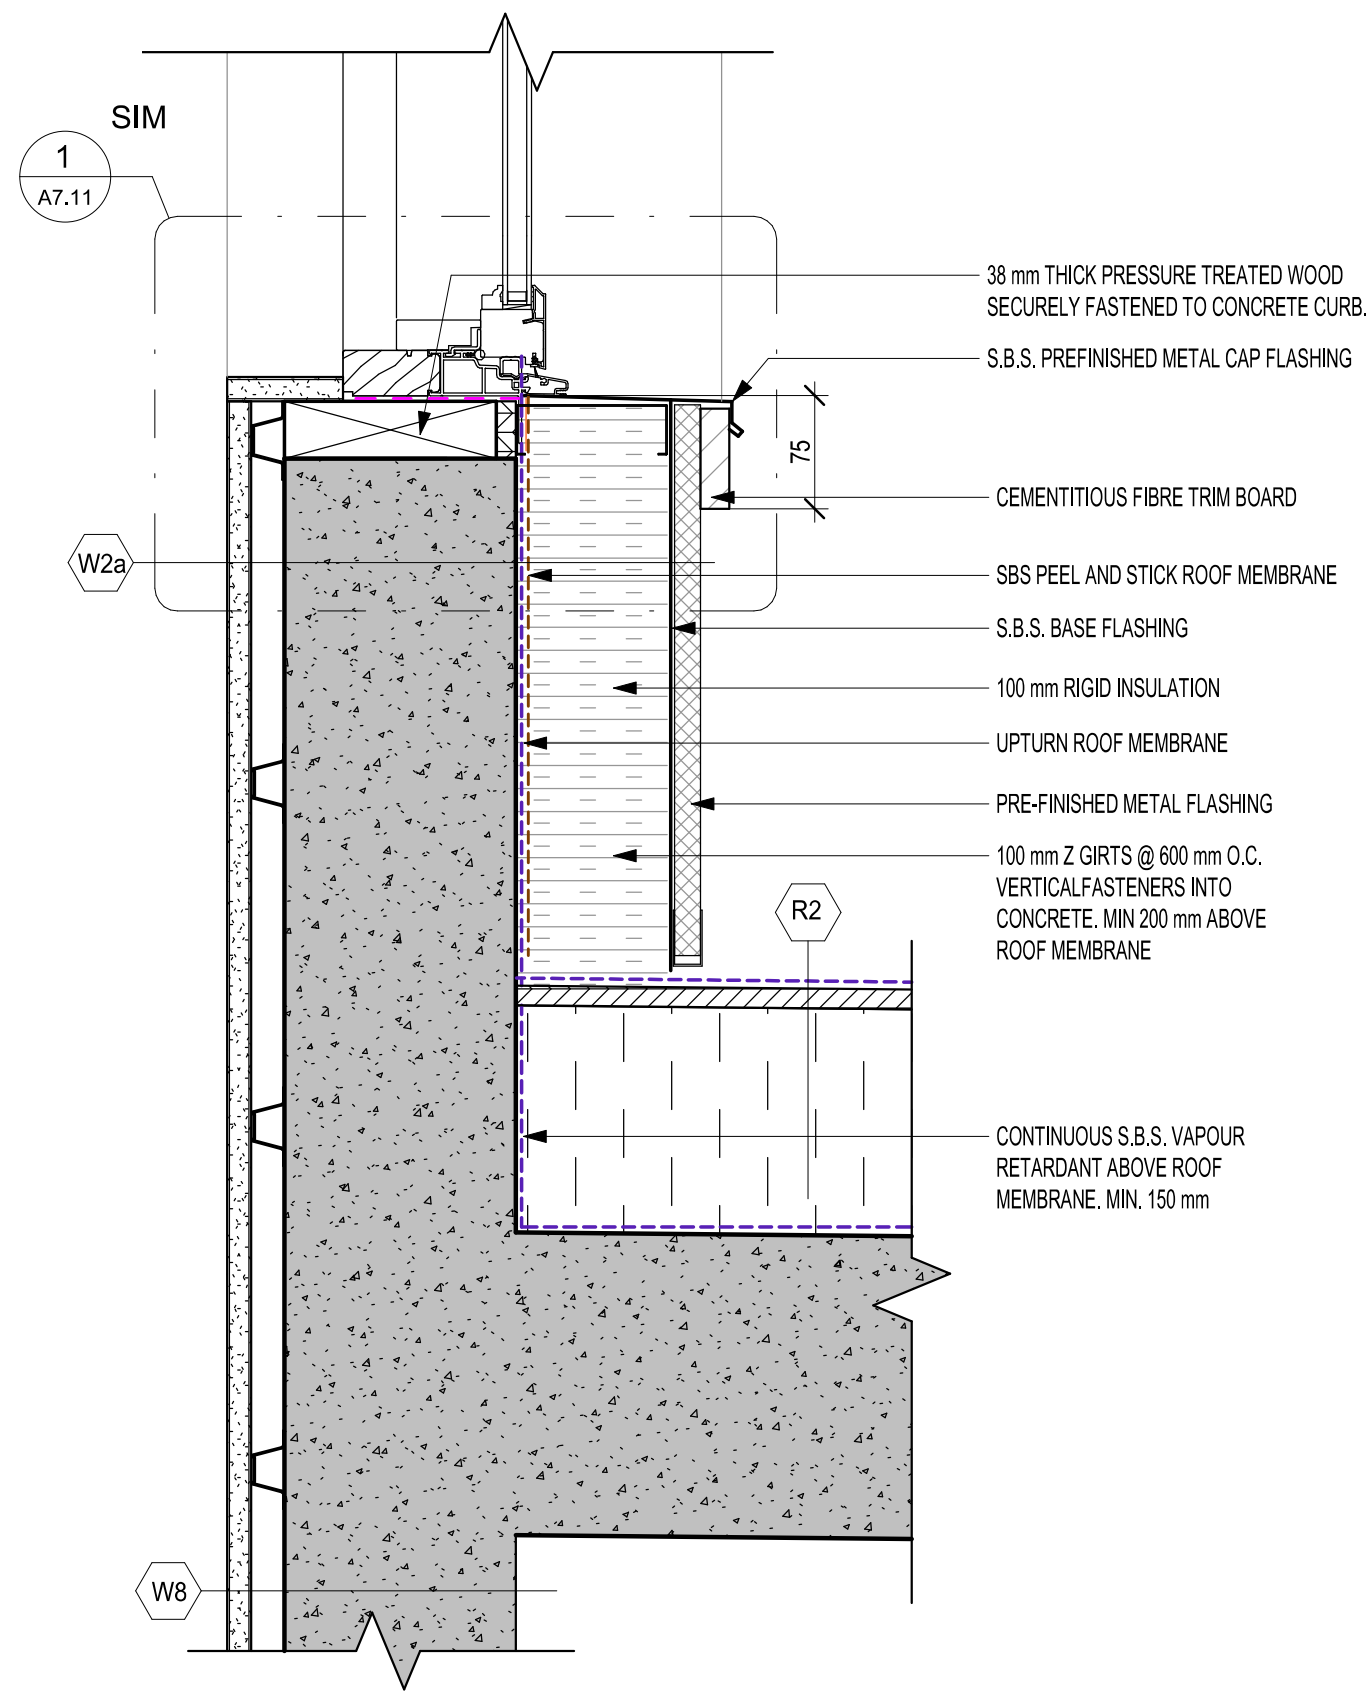 SIM
1
A7.11
38 mm THICK PRESSURE TREATED WOOD
SECURELY FASTENED TO CONCRETE CURB.
S.B.S. PREFINISHED METAL CAP FLASHING
75
CEMENTITIOUS FIBRE TRIM BOARD
W2a
SBS PEEL AND STICK ROOF MEMBRANE
S.B.S. BASE FLASHING
100 mm RIGID INSULATION
UPTURN ROOF MEMBRANE
PRE-FINISHED METAL FLASHING
100 mm Z GIRTS @ 600 mm O.C.
VERTICALFASTENERS INTO
CONCRETE. MIN 200 mm ABOVE
ROOF MEMBRANE
R2
CONTINUOUS S.B.S. VAPOUR
RETARDANT ABOVE ROOF
MEMBRANE. MIN. 150 mm
W8